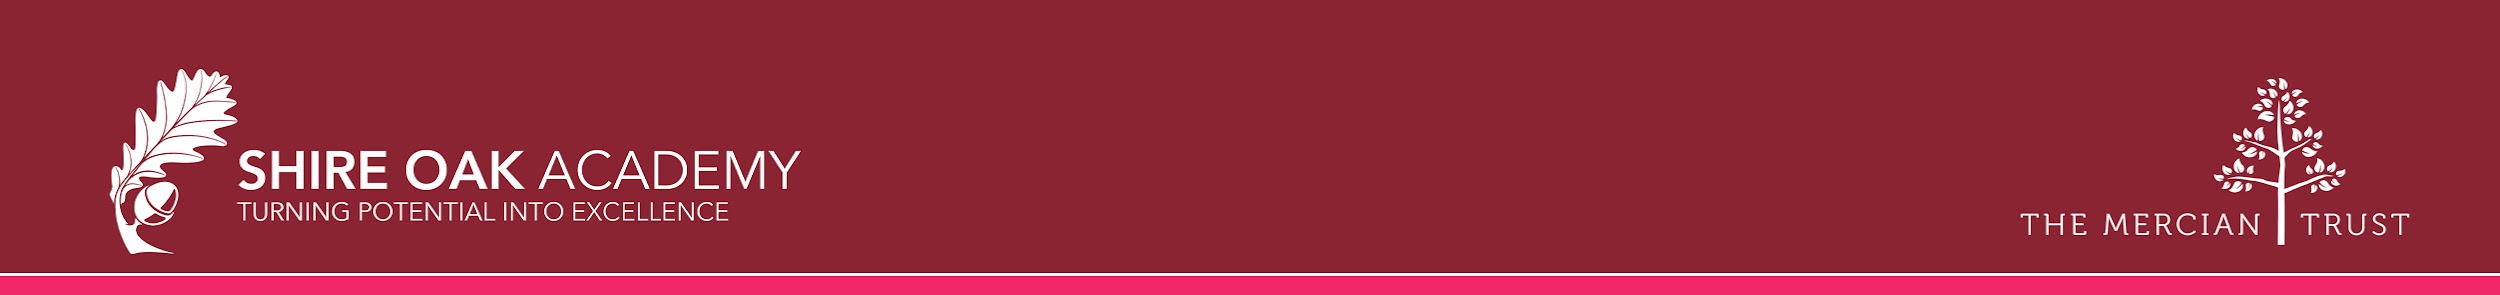 SHIRE OAK ACADEMY
TURNING POTENTIAL INTO EXCELLENCE
THE MERCIAN TRUST